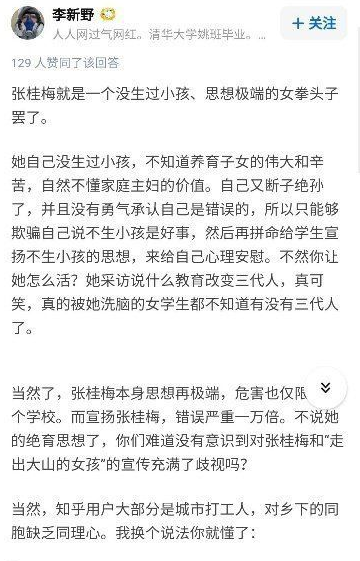 李新野
人人网过气网红。清华大学姚班毕业。...
+ 关注
129 人赞同了该回答
张桂梅就是一个没生过小孩、思想极端的女拳头子
罢了。
她自己没生过小孩，不知道养育子女的伟大和辛
苦，自然不懂家庭主妇的价值。自己又断子绝孙
了，并且没有勇气承认自己是错误的，所以只能够
欺骗自己说不生小孩是好事，然后再拼命给学生宣
扬不生小孩的思想，来给自己心理安慰。不然你让
她怎么活？她采访说什么教育改变三代人，真可
笑，真的被她洗脑的女学生都不知道有没有三代人
了。
当然了，张桂梅本身思想再极端，危害也仅限
个学校。而宣扬张桂梅，错误严重一万倍。不说她
的绝育思想了，你们难道没有意识到对张桂梅和“走
出大山的女孩”的宣传充满了歧视吗？
当然，知乎用户大部分是城市打工人，对乡下的同
胞缺乏同理心。我换个说法你就懂了：